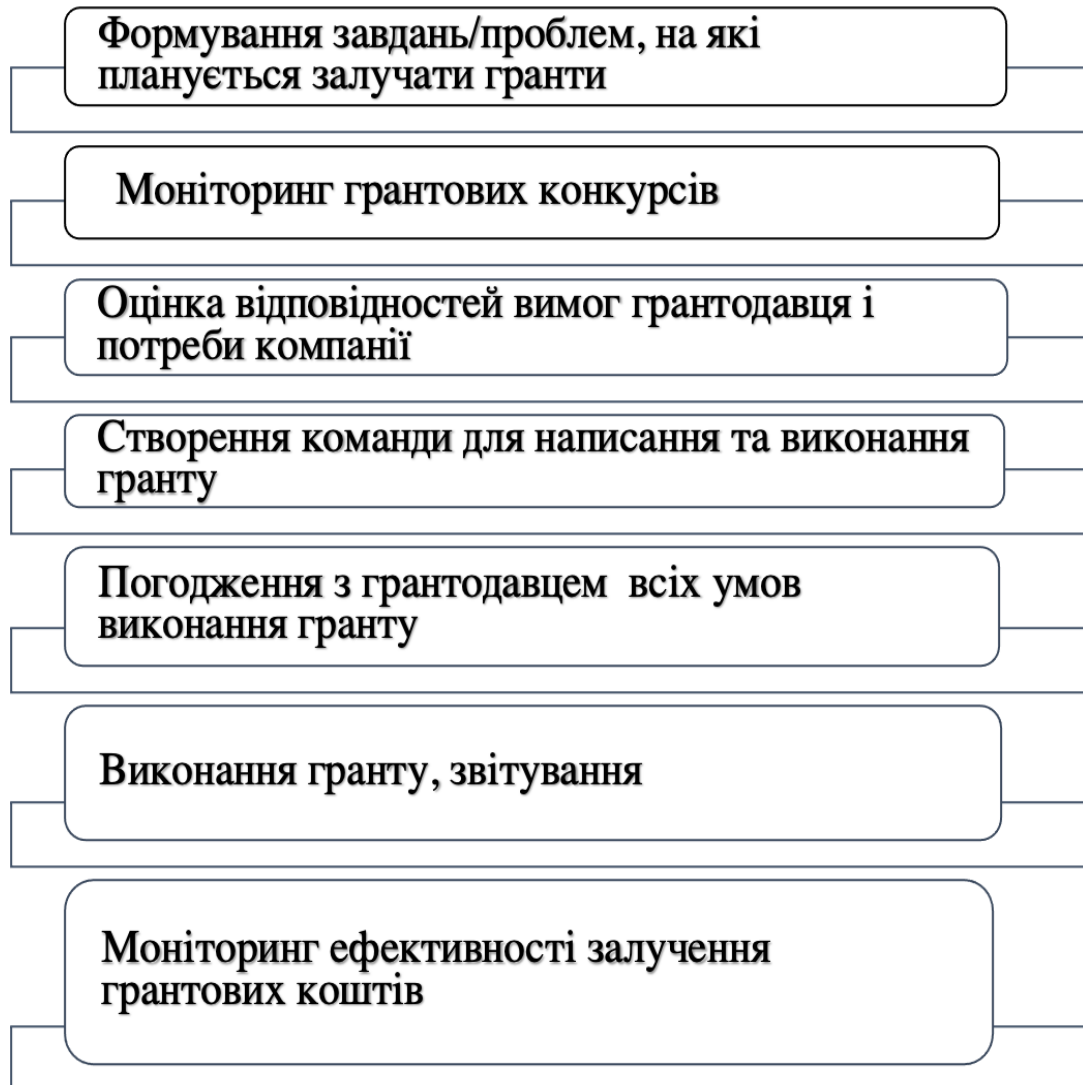 Формування завдань/проблем, на які
планується залучати гранти
Моніторинг грантових конкурсів
Оцінка відповідностей вимог грантодавця і
потреби компанії
Створення команди для написання та виконання
гранту
Погодження з грантодавцем  всіх умов
виконання гранту
Виконання гранту, звітування
Моніторинг ефективності залучення
грантових коштів